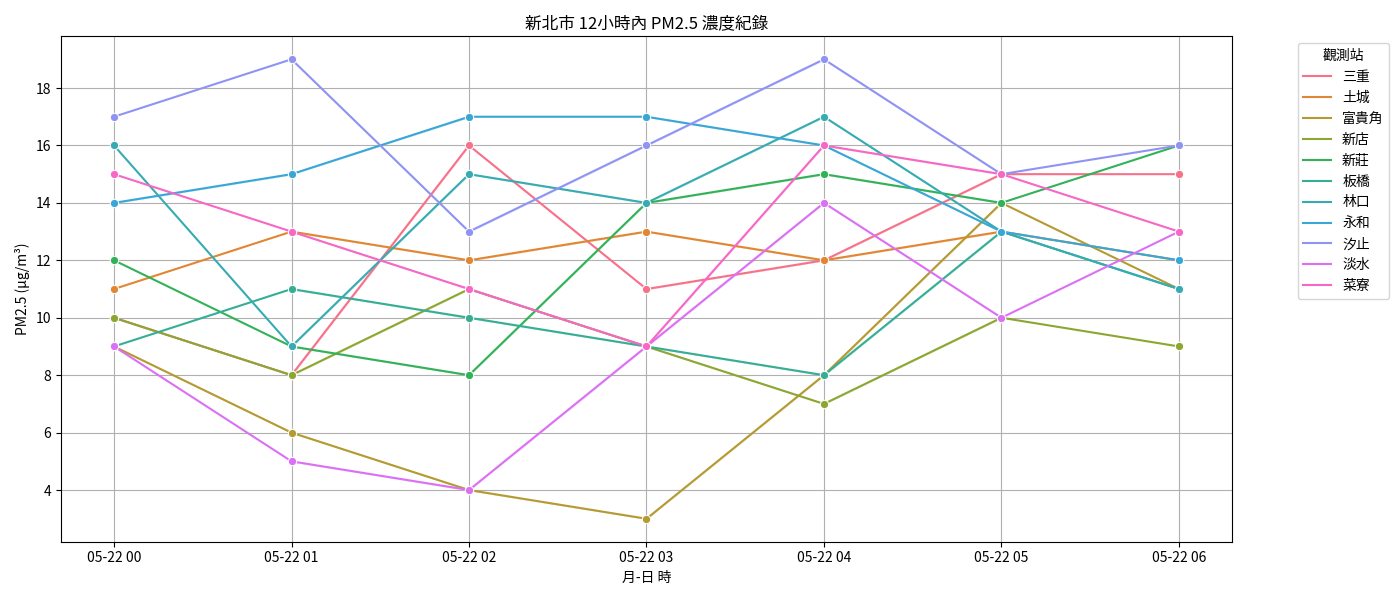 新北市 12小時內 PM2.5 濃度紀錄
PM2.5 (μg/m³)
18
16
14
12
10
8
6
4
05-22 00
05-22 01
05-22 02
05-22 03
05-22 04
05-22 05
05-22 06
月-日 時
觀測站
三重
土城
富貴角
新店
新莊
板橋
林口
永和
汐止
淡水
菜寮